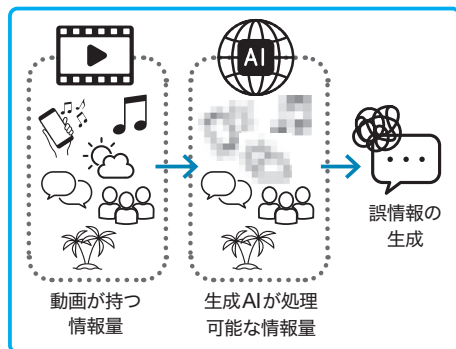 AI
動画が持つ
情報量
生成AIが処理
可能な情報量
誤情報の
生成